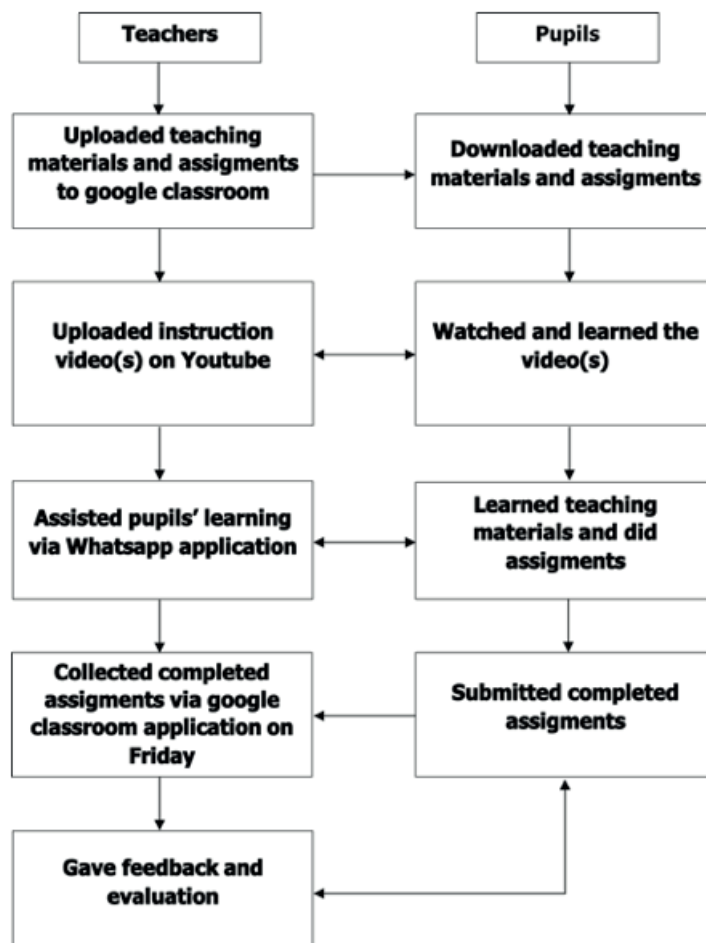 Teachers
Pupils
Uploaded teaching
materials and assigments
to google classroom
Downloaded teaching
materials and assigments
Uploaded instruction
video(s) on Youtube
Watched and learned the
video(s)
Assisted pupils’ learning
via Whatsapp application
Learned teaching
materials and did
assigments
Collected completed
assigments via google
classroom application on
Friday
Submitted completed
assigments
Gave feedback and
evaluation